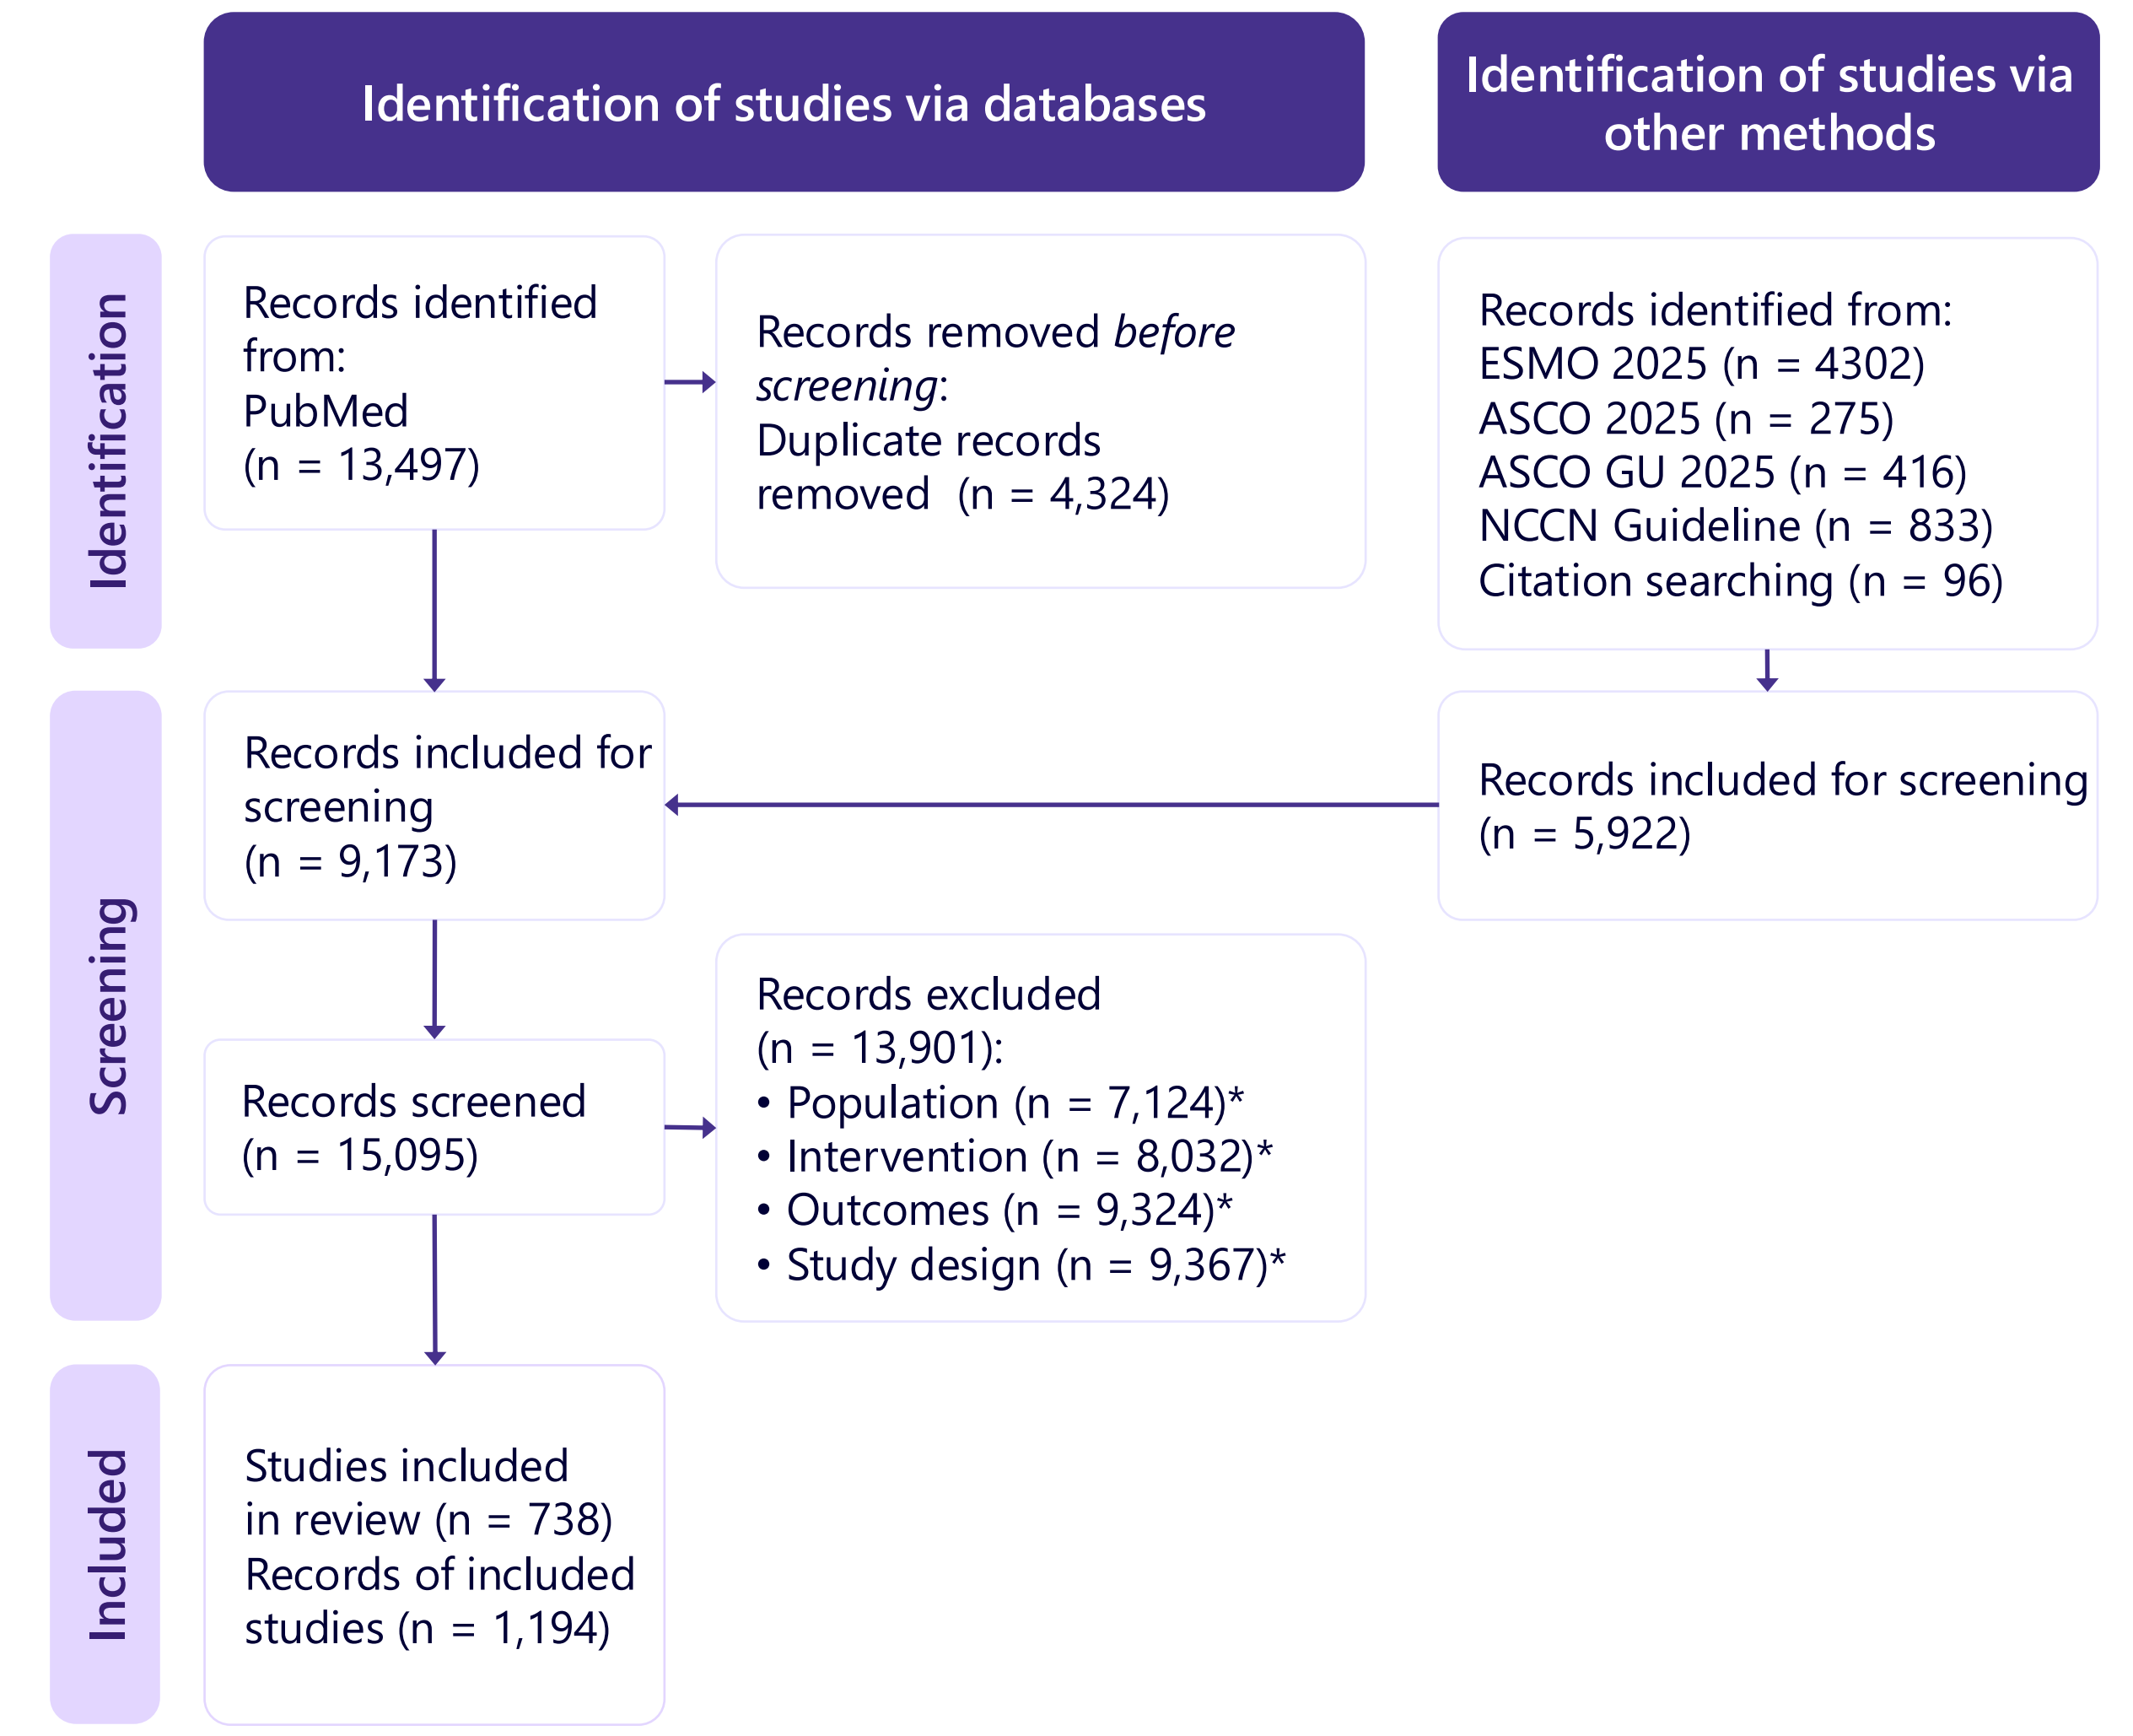 Identification of studies via databases
Identification of studies via
other methods
Identification
Records identified
from:
PubMed
(n = 13,497)
Records removed before
screening:
Duplicate records
removed  (n = 4,324)
Records identified from:
ESMO 2025 (n = 4302)
ASCO 2025 (n = 275)
ASCO GU 2025 (n = 416)
NCCN Guideline (n = 833)
Citation searching (n = 96)
Screening
Records included for
screening
(n = 9,173)
Records included for screening
(n = 5,922)
Records screened
(n = 15,095)
Records excluded
(n = 13,901):
• Population (n = 7,124)*
• Intervention (n = 8,032)*
• Outcomes (n = 9,324)*
• Study design (n = 9,367)*
Included
Studies included
in review (n = 738)
Records of included
studies (n = 1,194)